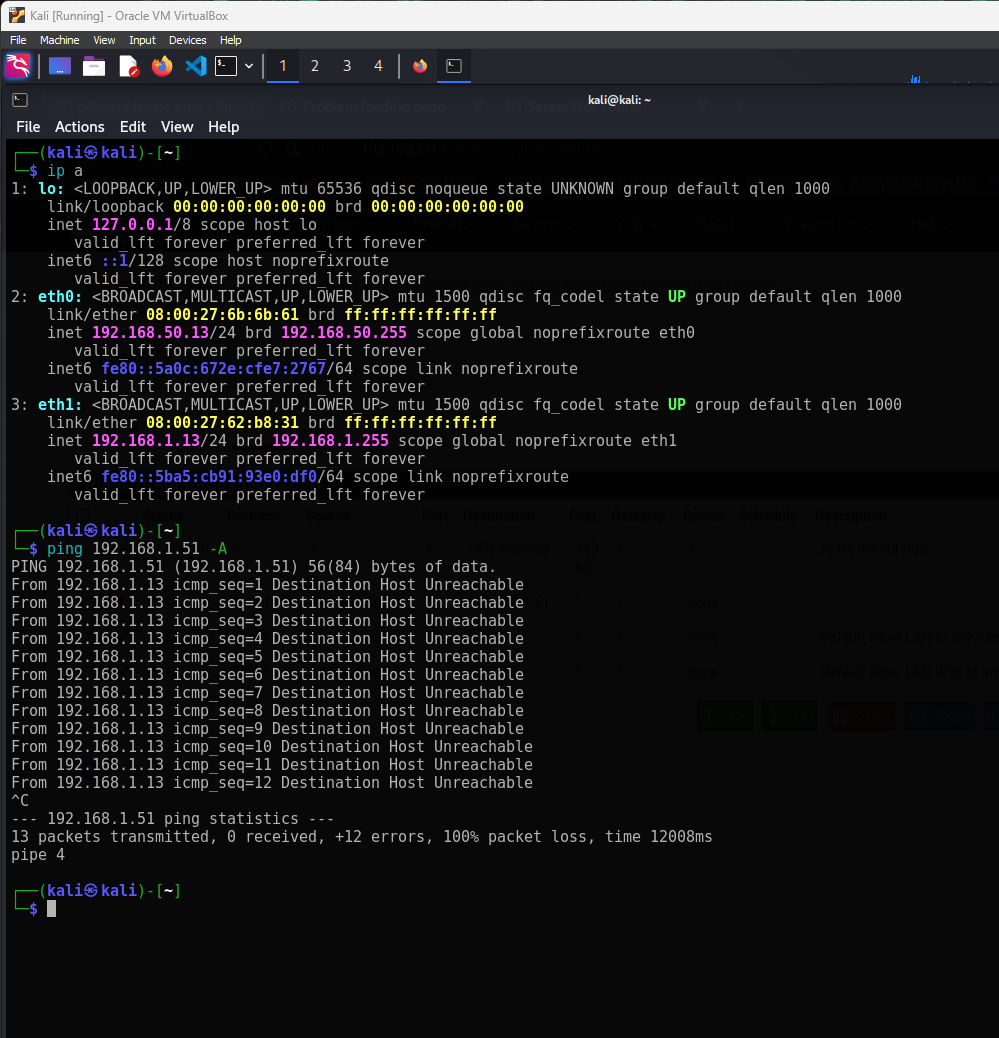 Kali [Running] - Oracle VM VirtualBox
File Machine View Input Devices Help
1 2 3 4
kali@kali: ~
File Actions Edit View Help
┌──(kali㉿kali)-[~]
└─$ ip a
1: lo: <LOOPBACK,UP,LOWER_UP> mtu 65536 qdisc noqueue state UNKNOWN group default qlen 1000
    link/loopback 00:00:00:00:00:00 brd 00:00:00:00:00:00
    inet 127.0.0.1/8 scope host lo
       valid_lft forever preferred_lft forever
    inet6 ::1/128 scope host noprefixroute
       valid_lft forever preferred_lft forever
2: eth0: <BROADCAST,MULTICAST,UP,LOWER_UP> mtu 1500 qdisc fq_codel state UP group default qlen 1000
    link/ether 08:00:27:6b:6b:61 brd ff:ff:ff:ff:ff:ff
    inet 192.168.50.13/24 brd 192.168.50.255 scope global noprefixroute eth0
       valid_lft forever preferred_lft forever
    inet6 fe80::5a0c:672e:cfe7:2767/64 scope link noprefixroute
       valid_lft forever preferred_lft forever
3: eth1: <BROADCAST,MULTICAST,UP,LOWER_UP> mtu 1500 qdisc fq_codel state UP group default qlen 1000
    link/ether 08:00:27:62:b8:31 brd ff:ff:ff:ff:ff:ff
    inet 192.168.1.13/24 brd 192.168.1.255 scope global noprefixroute eth1
       valid_lft forever preferred_lft forever
    inet6 fe80::5ba5:cb91:93e0:df0/64 scope link noprefixroute
       valid_lft forever preferred_lft forever
┌──(kali㉿kali)-[~]
└─$ ping 192.168.1.51 -A
PING 192.168.1.51 (192.168.1.51) 56(84) bytes of data.
From 192.168.1.13 icmp_seq=1 Destination Host Unreachable
From 192.168.1.13 icmp_seq=2 Destination Host Unreachable
From 192.168.1.13 icmp_seq=3 Destination Host Unreachable
From 192.168.1.13 icmp_seq=4 Destination Host Unreachable
From 192.168.1.13 icmp_seq=5 Destination Host Unreachable
From 192.168.1.13 icmp_seq=6 Destination Host Unreachable
From 192.168.1.13 icmp_seq=7 Destination Host Unreachable
From 192.168.1.13 icmp_seq=8 Destination Host Unreachable
From 192.168.1.13 icmp_seq=9 Destination Host Unreachable
From 192.168.1.13 icmp_seq=10 Destination Host Unreachable
From 192.168.1.13 icmp_seq=11 Destination Host Unreachable
From 192.168.1.13 icmp_seq=12 Destination Host Unreachable
^C
--- 192.168.1.51 ping statistics ---
13 packets transmitted, 0 received, +12 errors, 100% packet loss, time 12008ms
pipe 4
┌──(kali㉿kali)-[~]
└─$